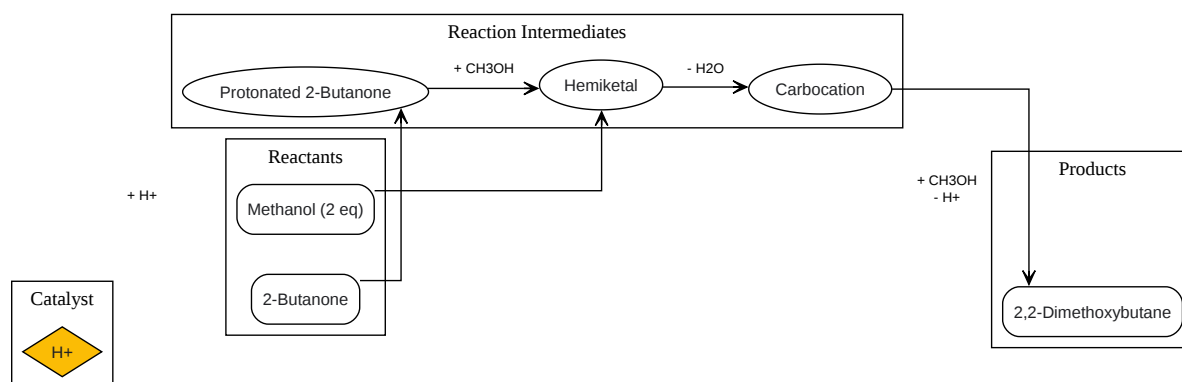 Reaction Intermediates
+ CH3OH
- H2O
Protonated 2-Butanone
Hemiketal
Carbocation
Reactants
Products
+ H+
Methanol (2 eq)
+ CH3OH
- H+
Catalyst
2-Butanone
2,2-Dimethoxybutane
H+